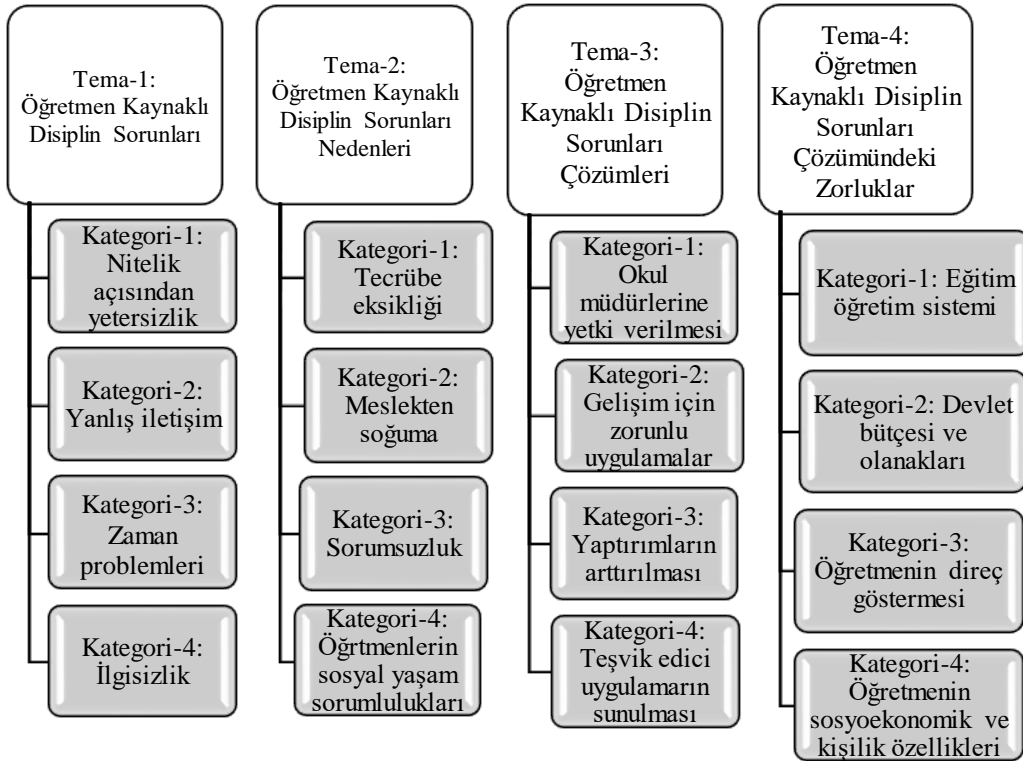 Tema-1:
Öğretmen Kaynaklı
Disiplin Sorunları
Kategori-1:
Nitelik
açısından
yetersizlik
Kategori-2:
Yanlış iletişim
Kategori-3:
Zaman
problemleri
Kategori-4:
İlgisizlik
Tema-2:
Öğretmen Kaynaklı
Disiplin Sorunları
Nedenleri
Kategori-1:
Tecrübe
eksikliği
Kategori-2:
Meslekten
soğuma
Kategori-3:
Sorumsuzluk
Kategori-4:
Öğrtmenlerin
sosyal yaşam
sorumlulukları
Tema-3:
Öğretmen
Kaynaklı Disiplin
Sorunları
Çözümleri
Kategori-1:
Okul
müdürlerine
yetki verilmesi
Kategori-2:
Gelişim için
zorunlu
uygulamalar
Kategori-3:
Yaptırımların
arttırılması
Kategori-4:
Teşvik edici
uygulamarın
sunulması
Tema-4:
Öğretmen
Kaynaklı Disiplin
Sorunları
Çözümündeki
Zorluklar
Kategori-1: Eğitim
öğretim sistemi
Kategori-2: Devlet
bütçesi ve
olanakları
Kategori-3:
Öğretmenin direç
göstermesi
Kategori-4:
Öğretmenin
sosyoekonomik ve
kişilik özellikleri